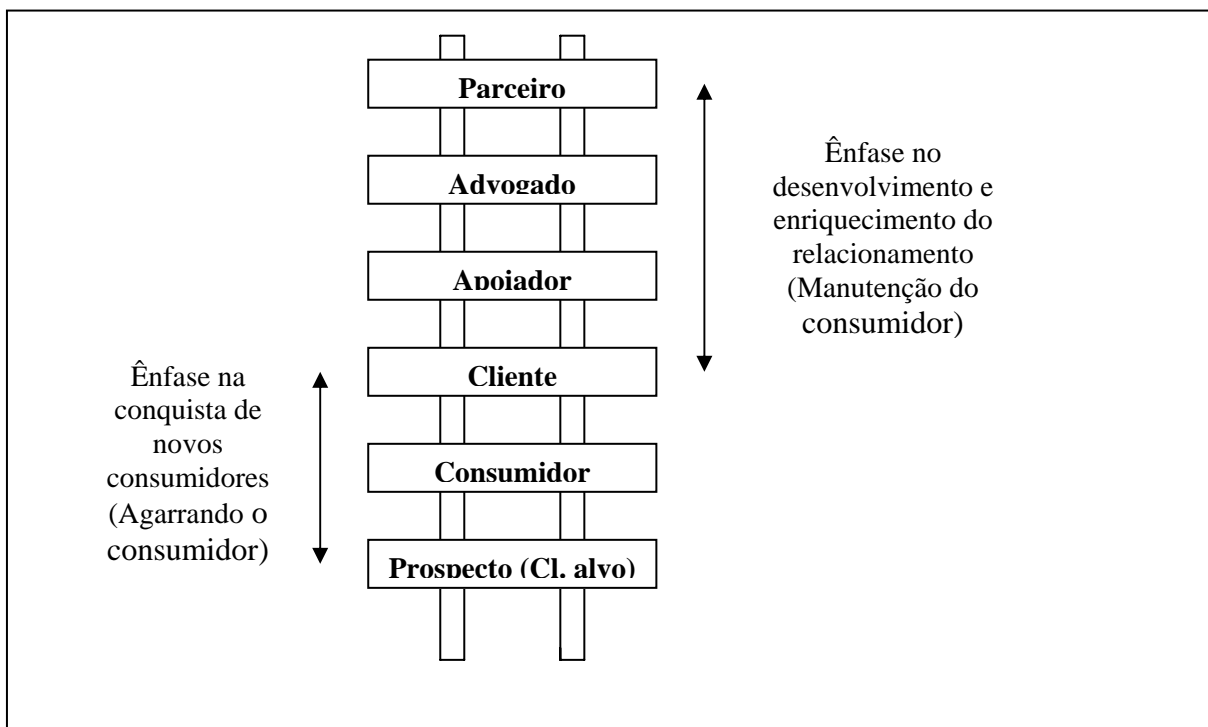 Parceiro
Advogado
Apoiador
Cliente
Consumidor
Prospecto (Cl. alvo)
Ênfase no
desenvolvimento e
enriquecimento do
relacionamento
(Manutenção do
consumidor)
Ênfase na
conquista de
novos
consumidores
(Agarrando o
consumidor)